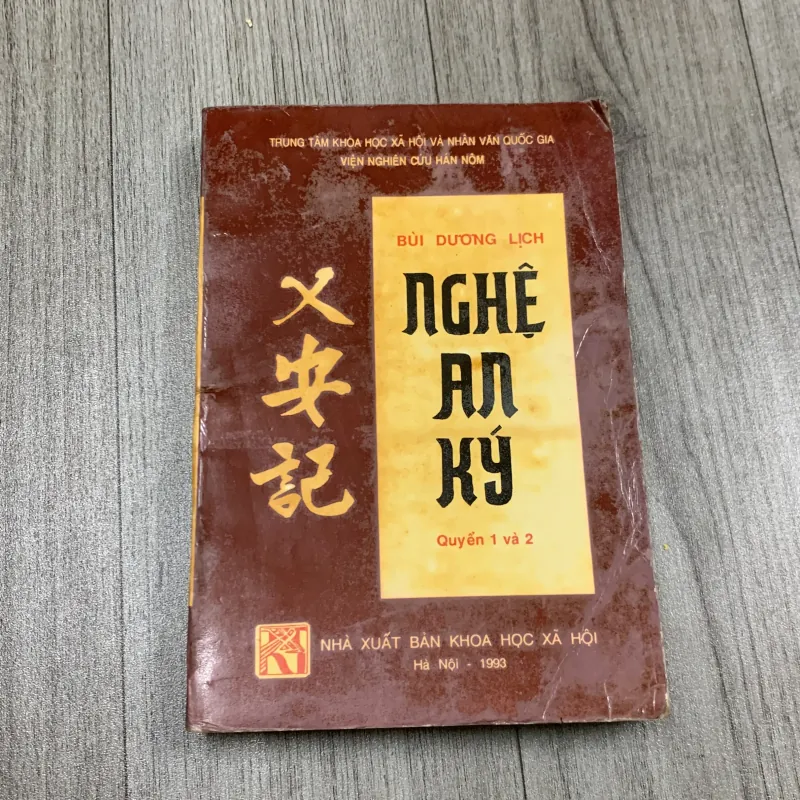 TRUNG TÂM KHOA HỌC XÃ HỘI VÀ NHÂN VĂN QUỐC GIA
VIỆN NGHIÊN CỨU HÁN NÔM
BÙI DƯƠNG LỊCH
NGHỆ
AN
KÝ
Quyển 1 và 2
乂安記
NHÀ XUẤT BẢN KHOA HỌC XÃ HỘI
Hà Nội - 1993